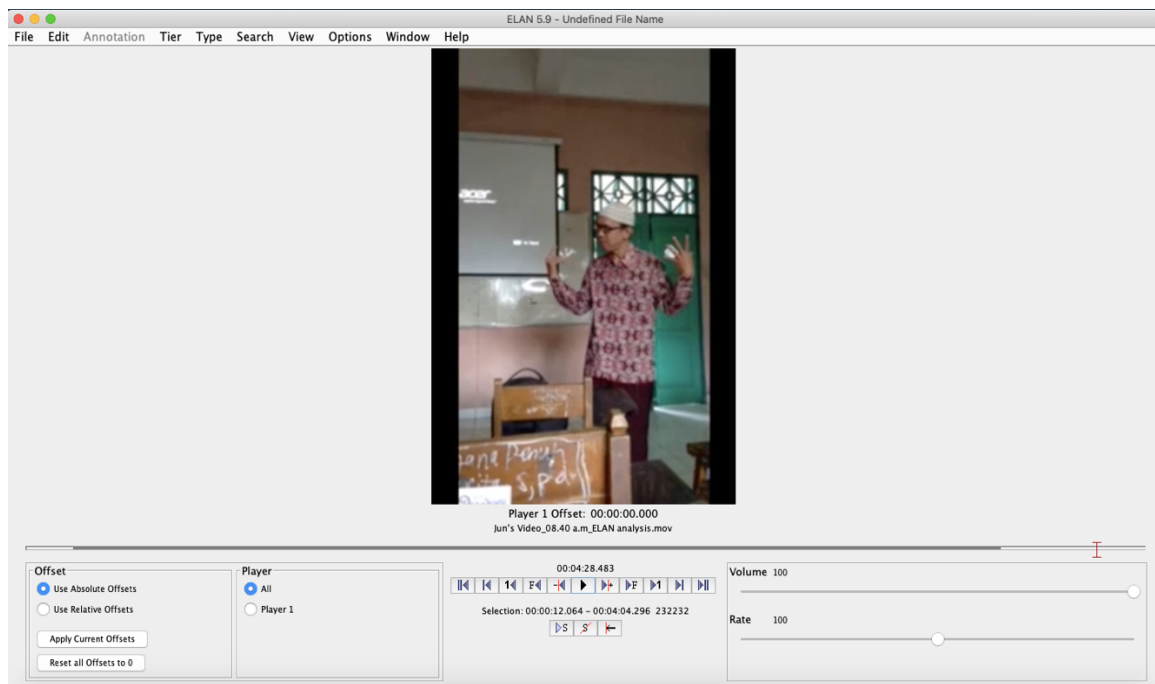 ELAN 5.9 - Undefined File Name
File Edit Annotation Tier Type Search View Options Window Help
acer
s,pd.
Player 1 Offset: 00:00:00.000
Jun's Video_08.40 a.m_ELAN analysis.mov
Offset
Use Absolute Offsets
Use Relative Offsets
Apply Current Offsets
Reset all Offsets to 0
Player
All
Player 1
00:04:28.483
1 F F 1
Selection: 00:00:12.064 - 00:04:04.296 232232
S S
Volume 100
Rate 100